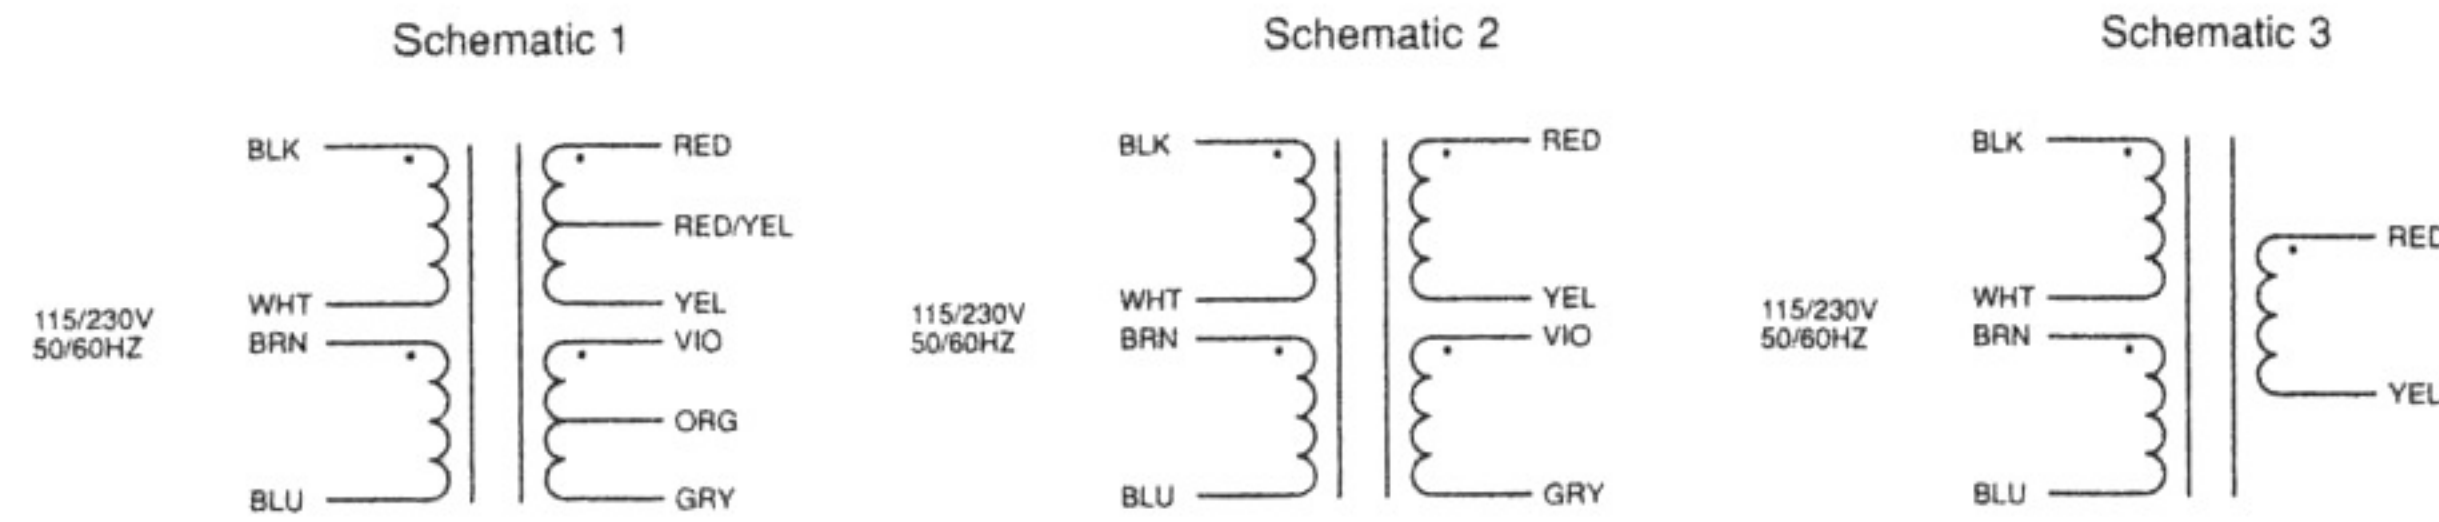 Schematic 1
BLK
WHT
115/230V
50/60HZ
BRN
BLU
RED
RED/YEL
YEL
VIO
ORG
GRY
Schematic 2
BLK
WHT
115/230V
50/60HZ
BRN
BLU
RED
YEL
VIO
GRY
Schematic 3
BLK
WHT
115/230V
50/60HZ
BRN
BLU
RED
YEL